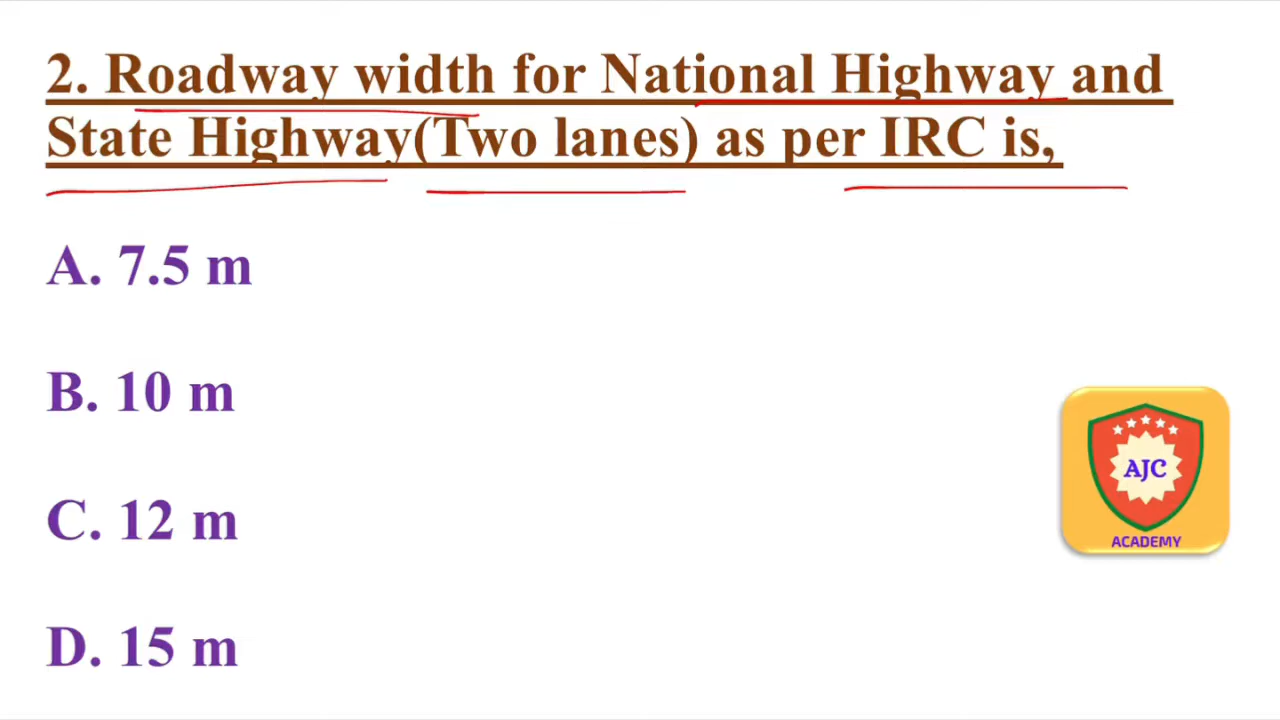 2. Roadway width for National Highway and
State Highway(Two lanes) as per IRC is,
A. 7.5 m
B. 10 m
C. 12 m
D. 15 m
AJC
ACADEMY